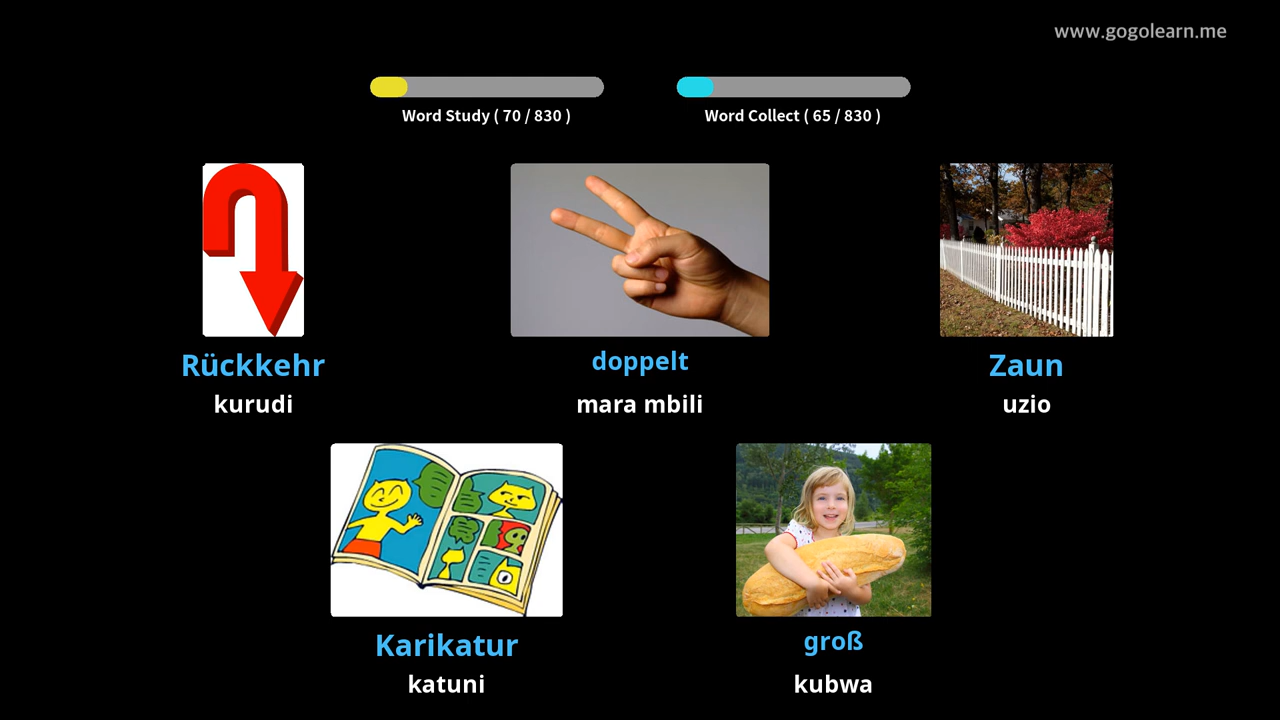 www.gogolearn.me
Word Study ( 70 / 830 )
Word Collect ( 65 / 830 )
Rückkehr
kurudi
doppelt
mara mbili
Zaun
uzio
Karikatur
katuni
groß
kubwa